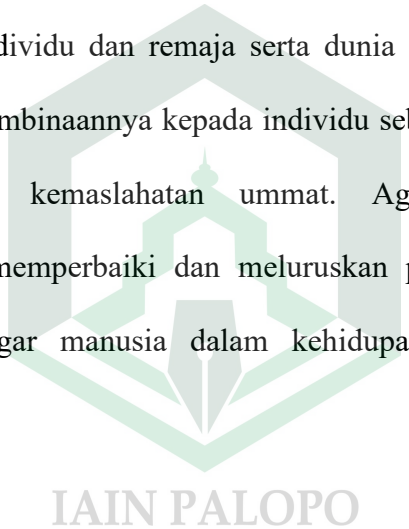 dividu dan remaja serta dunia
mbinaannya kepada individu seb
kemaslahatan ummat. Ag
memperbaiki dan meluruskan p
gar manusia dalam kehidupa
IAIN PALOPO